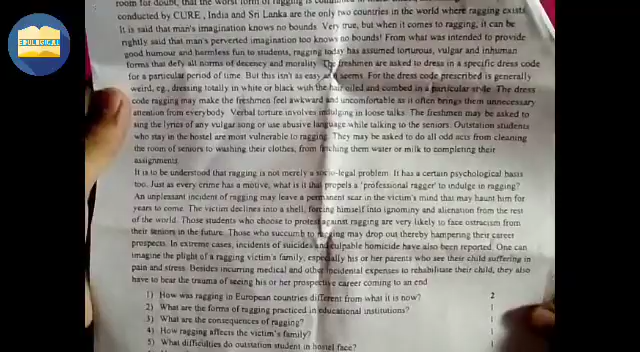 EDULOGICAL
room for doubt, that the worst form of ragging is
conducted by CURE, India and Sri Lanka are the only two countries in the world where ragging exists
It is said that man's imagination knows no bounds. Very true, but when it comes to ragging, it can be
rightly said that man's perverted imagination too knows no bounds! From what was intended to provide
good humour and harmless fun to students, ragging today has assumed torturous, vulgar and inhuman
forms that defy all norms of decency and morality. The freshmen are asked to dress in a specific dress code
for a particular period of time. But this isn't as easy as it seems. For the dress code prescribed is generally
weird, eg., dressing totally in white or black with the hair oiled and combed in a particular style. The dress
code ragging may make the freshmen feel awkward and uncomfortable as it often brings them unnecessary
attention from everybody. Verbal torture involves indulging in loose talks. The freshmen may be asked to
sing the lyrics of any vulgar song or use abusive language while talking to the seniors. Outstation students
who stay in the hostel are most vulnerable to ragging. They may be asked to do all odd acts from cleaning
the room of seniors to washing their clothes, from fetching them water or milk to completing their
assignments.
It is to be understood that ragging is not merely a socio-legal problem. It has a certain psychological basis
too. Just as every crime has a motive, what is it that propels a 'professional ragger' to indulge in ragging?
An unpleasant incident of ragging may leave a permanent scar in the victim's mind that may haunt him for
years to come. The victim declines into a shell, forcing himself into ignominy and alienation from the rest
of the world. Those students who choose to protest against ragging are very likely to face ostracism from
their seniors in the future. Those who succumb to ragging may drop out thereby hampering their career
prospects. In extreme cases, incidents of suicides and culpable homicide have also been reported. One can
imagine the plight of a ragging victim's family, especially his or her parents who see their child suffering in
pain and stress. Besides incurring medical and other incidental expenses to rehabilitate their child, they also
have to bear the trauma of seeing his or her prospective career coming to an end
1) How was ragging in European countries different from what it is now? 2
2) What are the forms of ragging practiced in educational institutions? 1
3) What are the consequences of ragging? 1
4) How ragging affects the victim's family? 1
5) What difficulties do outstation student in hostel face? 1